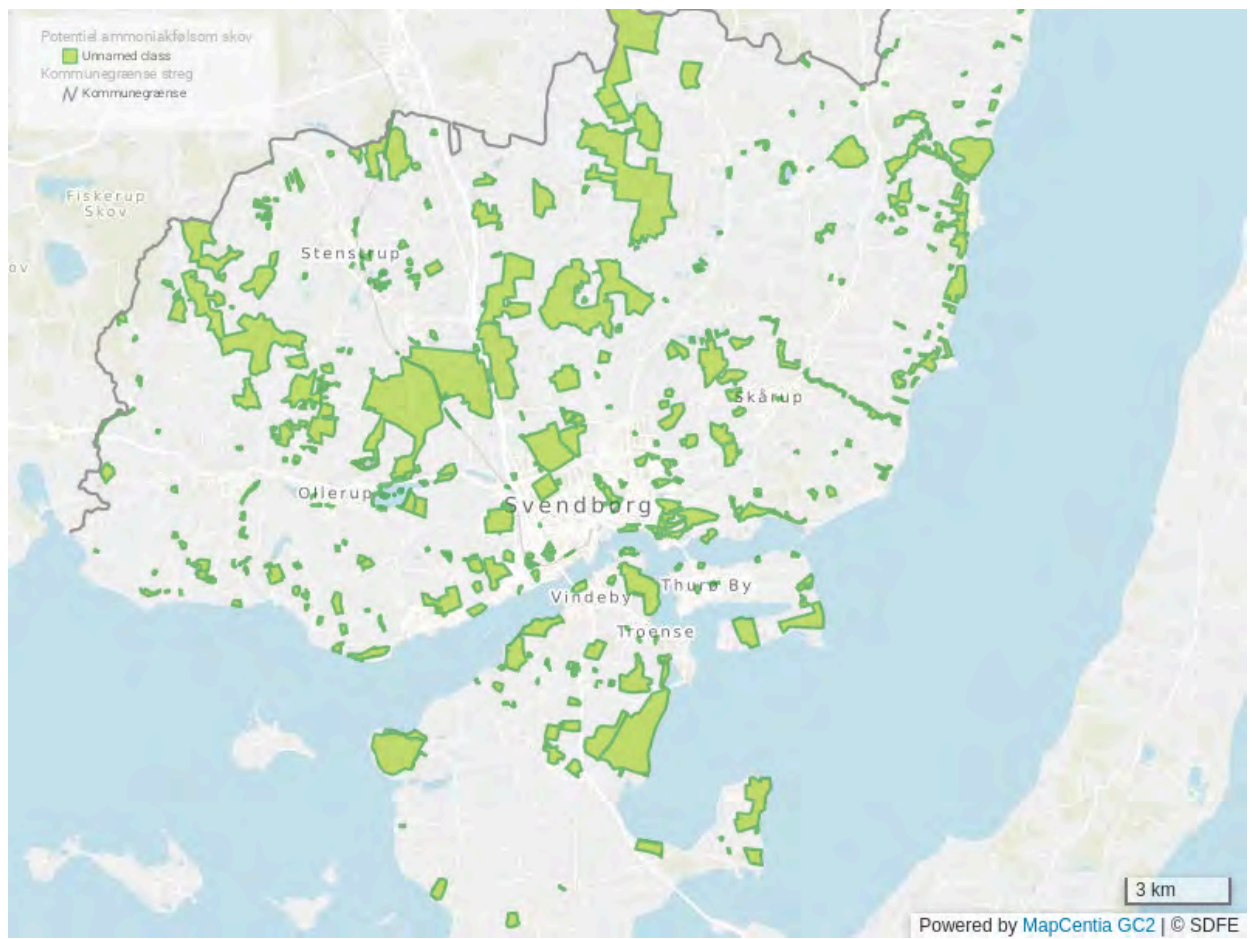 Potentiel ammoniakfølsom skov
Unnamed class
Kommunegrænse streg
Kommunegrænse
Fiskerup
Skov
ov
Stenstrup
Skårup
Ollerup
Svendborg
Thurø By
Vindeby
Troense
3 km
Powered by MapCentia GC2 | © SDFE